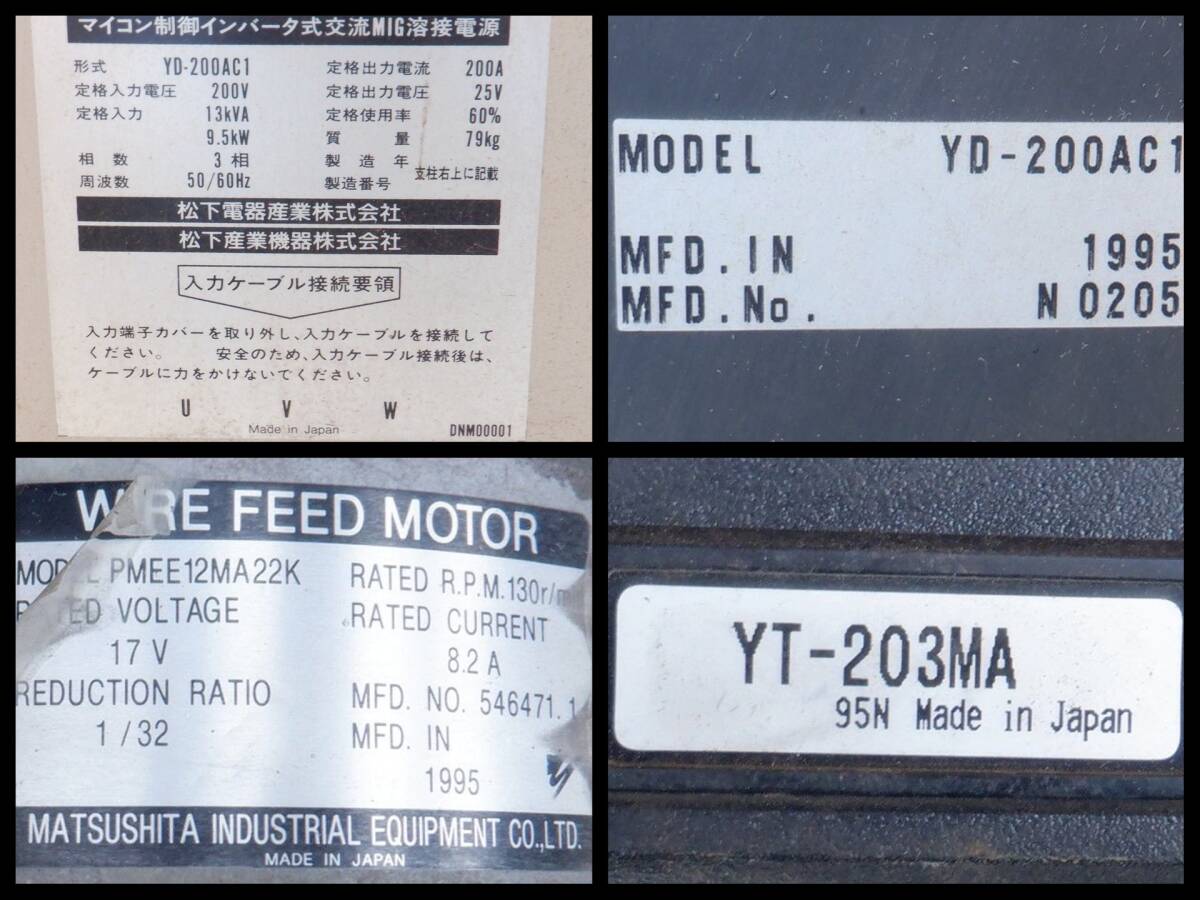 マイコン制御インバータ式交流MIG溶接電源
形式 YD-200AC1 定格出力電流 200A
定格入力電圧 200V 定格出力電圧 25V
定格入力 13kVA 定格使用率 60%
9.5kW 質量 79kg
相数 3相 製造年
周波数 50/60Hz 製造番号 支柱右上に記載
松下電器産業株式会社
松下産業機器株式会社
入力ケーブル接続要領
入力端子カバーを取り外し、入力ケーブルを接続して
ください。 安全のため、入力ケーブル接続後は、
ケーブルに力をかけないでください。
U V W
Made in Japan DNM00001
MODEL YD-200AC1
MFD.IN 1995
MFD.No. N0205
WIRE FEED MOTOR
MODEL PMEE12MA22K RATED R.P.M.130r/m
RATED VOLTAGE RATED CURRENT
17 V 8.2 A
REDUCTION RATIO MFD. NO. 546471.1
1/32 MFD. IN
1995
MATSUSHITA INDUSTRIAL EQUIPMENT CO.,LTD.
MADE IN JAPAN
YT-203MA
95N Made in Japan